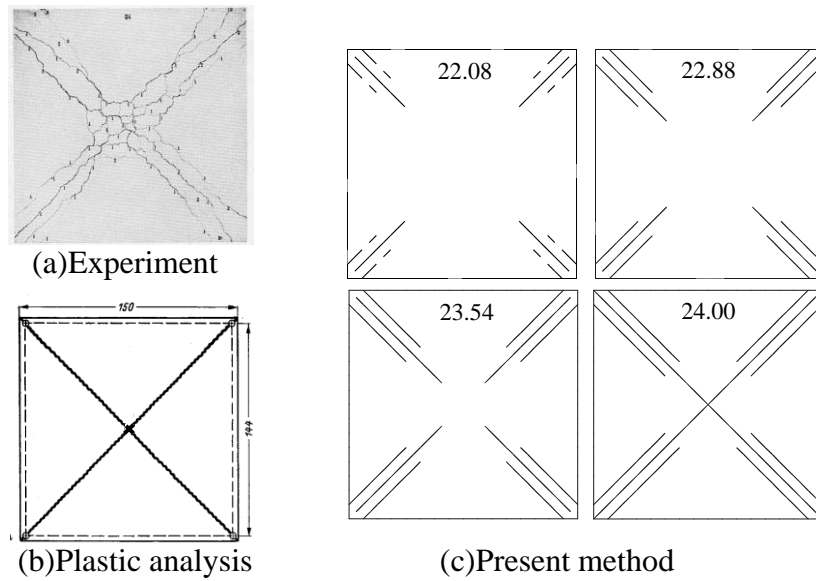 (a)Experiment
150
144
(b)Plastic analysis
22.08
22.88
23.54
24.00
(c)Present method